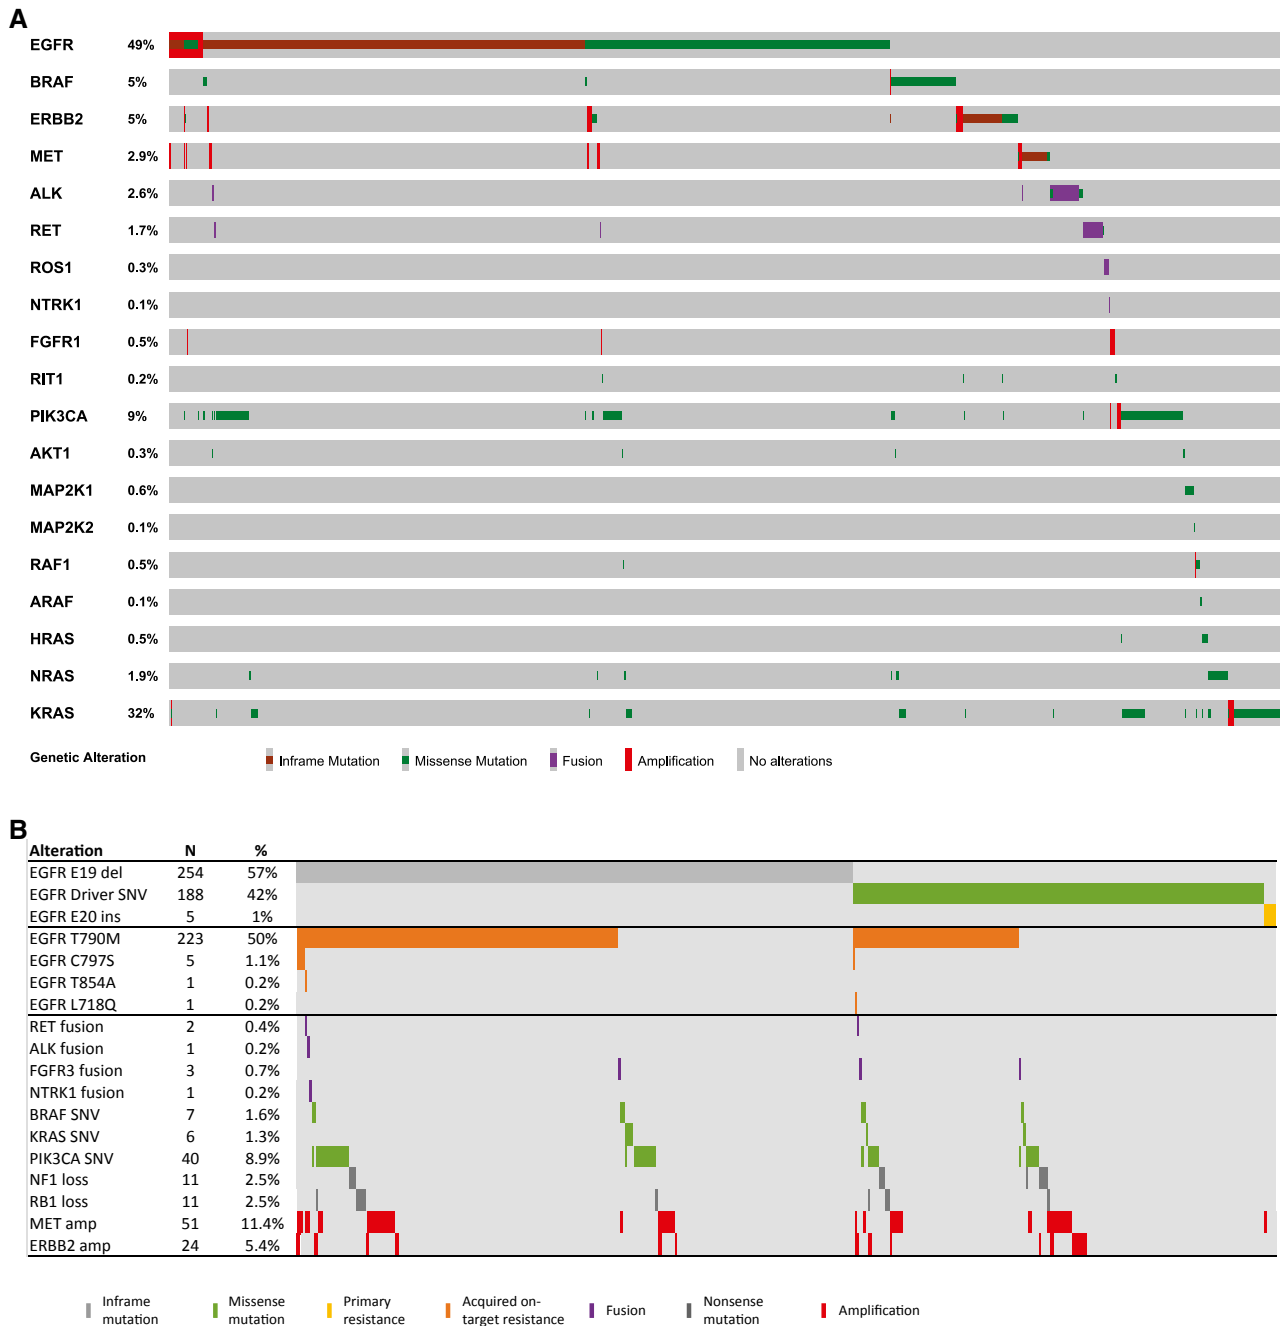 A
EGFR 49%
BRAF 5%
ERBB2 5%
MET 2.9%
ALK 2.6%
RET 1.7%
ROS1 0.3%
NTRK1 0.1%
FGFR1 0.5%
RIT1 0.2%
PIK3CA 9%
AKT1 0.3%
MAP2K1 0.6%
MAP2K2 0.1%
RAF1 0.5%
ARAF 0.1%
HRAS 0.5%
NRAS 1.9%
KRAS 32%
Genetic Alteration Inframe Mutation Missense Mutation Fusion Amplification No alterations
B
Alteration N %
EGFR E19 del 254 57%
EGFR Driver SNV 188 42%
EGFR E20 ins 5 1%
EGFR T790M 223 50%
EGFR C797S 5 1.1%
EGFR T854A 1 0.2%
EGFR L718Q 1 0.2%
RET fusion 2 0.4%
ALK fusion 1 0.2%
FGFR3 fusion 3 0.7%
NTRK1 fusion 1 0.2%
BRAF SNV 7 1.6%
KRAS SNV 6 1.3%
PIK3CA SNV 40 8.9%
NF1 loss 11 2.5%
RB1 loss 11 2.5%
MET amp 51 11.4%
ERBB2 amp 24 5.4%
Inframe mutation
Missense mutation
Primary resistance
Acquired on-
target resistance
Fusion
Nonsense mutation
Amplification